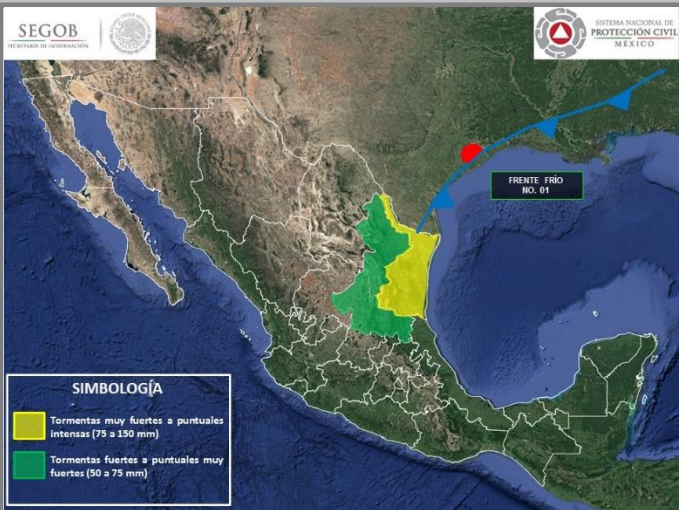 SEGOB
SECRETARÍA DE GOBERNACIÓN
SISTEMA NACIONAL DE
PROTECCIÓN CIVIL
MÉXICO
FRENTE FRÍO
NO. 01
SIMBOLOGÍA
Tormentas muy fuertes a puntuales
intensas (75 a 150 mm)
Tormentas fuertes a puntuales muy
fuertes (50 a 75 mm)